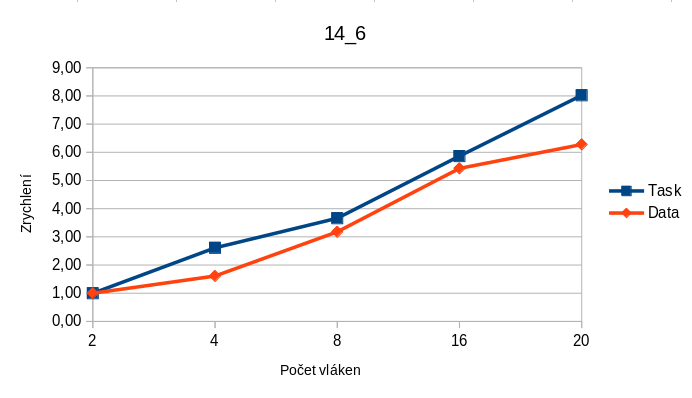 14_6
9,00
8,00
7,00
6,00
5,00
4,00
3,00
2,00
1,00
0,00
Zrychlení
2 4 8 16 20
Počet vláken
Task
Data